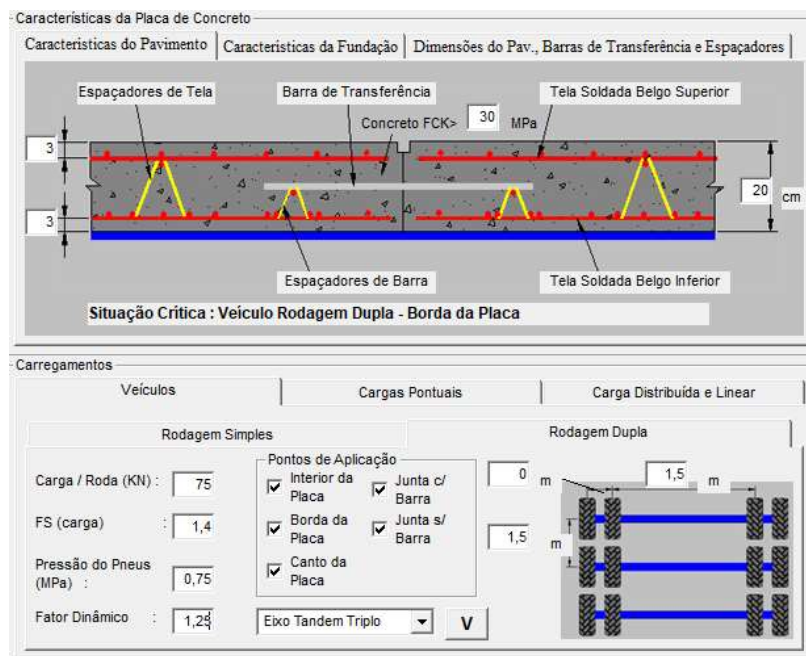 Características da Placa de Concreto
Características do Pavimento
Características da Fundação
Dimensões do Pav., Barras de Transferência e Espaçadores
Espaçadores de Tela
Barra de Transferência
Tela Soldada Belgo Superior
Concreto FCK>
30
MPa
3
20
cm
3
Espaçadores de Barra
Tela Soldada Belgo Inferior
Situação Crítica : Veículo Rodagem Dupla - Borda da Placa
Carregamentos
Veículos
Cargas Pontuais
Carga Distribuída e Linear
Rodagem Simples
Rodagem Dupla
Carga / Roda (KN) :
75
FS (carga) :
1,4
Pressão do Pneus
(MPa) :
0,75
Fator Dinâmico :
1,25
Pontos de Aplicação
Interior da
Placa
Junta c/
Barra
Borda da
Placa
Junta s/
Barra
Canto da
Placa
Eixo Tandem Triplo
V
0 m
1,5 m
1,5
m